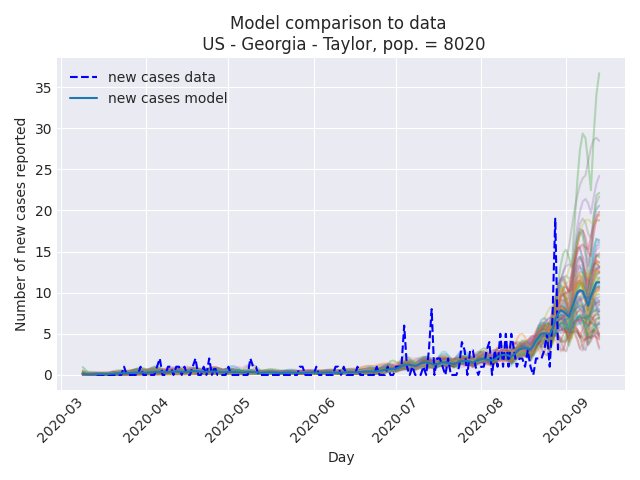 Model comparison to data
US - Georgia - Taylor, pop. = 8020
new cases data
new cases model
Number of new cases reported
35
30
25
20
15
10
5
0
2020-03
2020-04
2020-05
2020-06
2020-07
2020-08
2020-09
Day